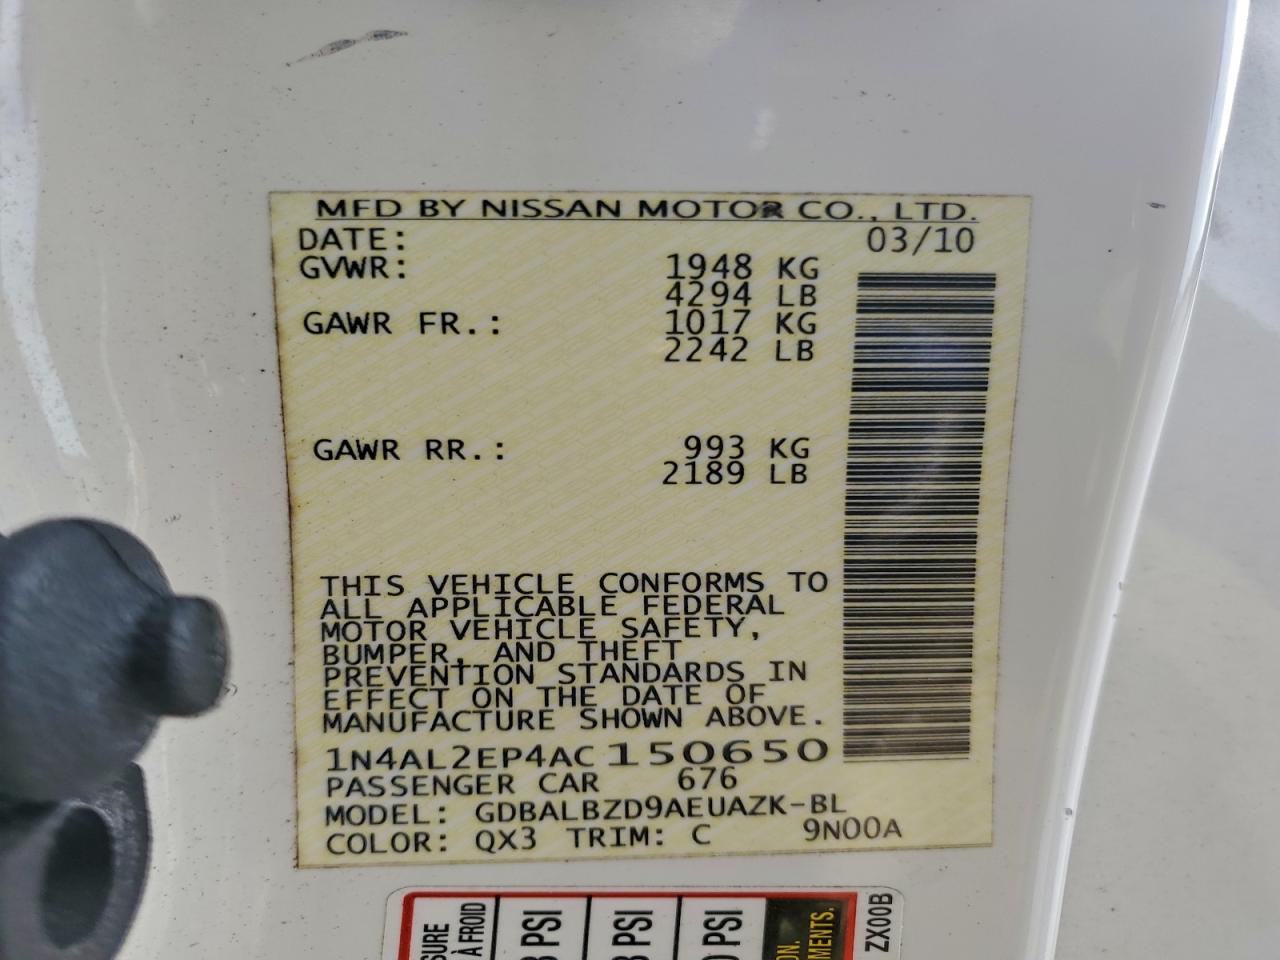 MFD BY NISSAN MOTOR CO., LTD.
DATE: 03/10
GVWR: 1948 KG
4294 LB
GAWR FR.: 1017 KG
2242 LB
GAWR RR.: 993 KG
2189 LB
THIS VEHICLE CONFORMS TO
ALL APPLICABLE FEDERAL
MOTOR VEHICLE SAFETY,
BUMPER, AND THEFT
PREVENTION STANDARDS IN
EFFECT ON THE DATE OF
MANUFACTURE SHOWN ABOVE.
1N4AL2EP4AC150650
PASSENGER CAR 676
MODEL: GDBALBZD9AEUAZK-BL
COLOR: QX3 TRIM: C 9N00A
À FROID
PSI
PSI
PSI
ZX00B